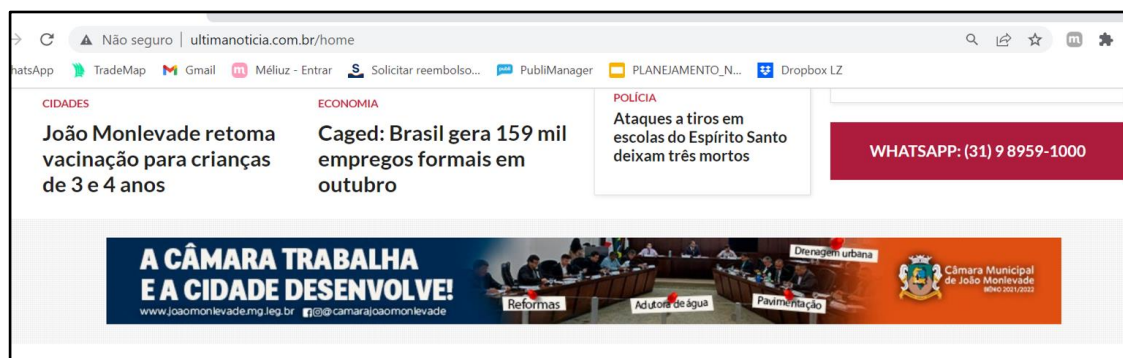 Não seguro | ultimanoticia.com.br/home
hatsApp TradeMap Gmail Méliuz - Entrar Solicitar reembolso... PubliManager PLANEJAMENTO_N... Dropbox LZ
CIDADES
João Monlevade retoma
vacinação para crianças
de 3 e 4 anos
ECONOMIA
Caged: Brasil gera 159 mil
empregos formais em
outubro
POLÍCIA
Ataques a tiros em
escolas do Espírito Santo
deixam três mortos
WHATSAPP: (31) 9 8959-1000
A CÂMARA TRABALHA
E A CIDADE DESENVOLVE!
www.joaomonlevade.mg.leg.br @camarajoaomonlevade
Reformas
Adutora de água
Pavimentação
Drenagem urbana
Câmara Municipal
de João Monlevade
BIÊNIO 2021/2022